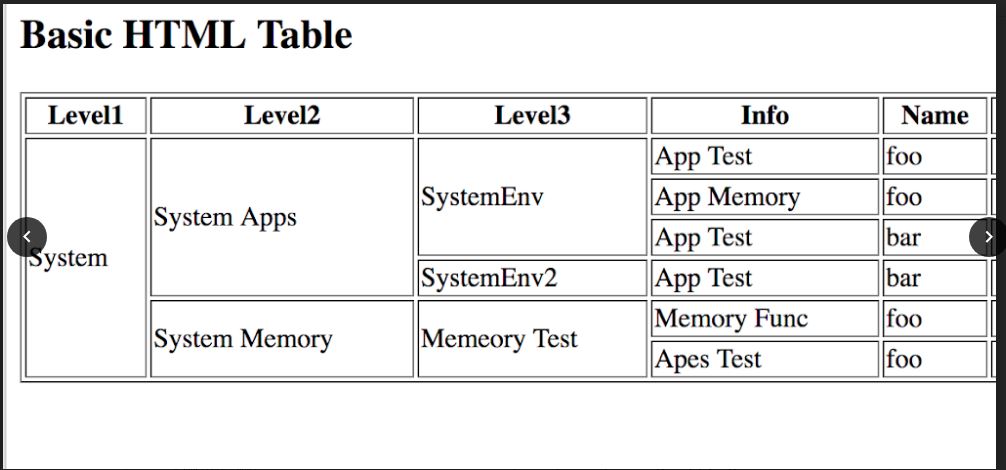 Basic HTML Table
Level1 Level2 Level3 Info Name
System System Apps SystemEnv App Test foo
App Memory foo
App Test bar
SystemEnv2 App Test bar
System Memory Memeory Test Memory Func foo
Apes Test foo